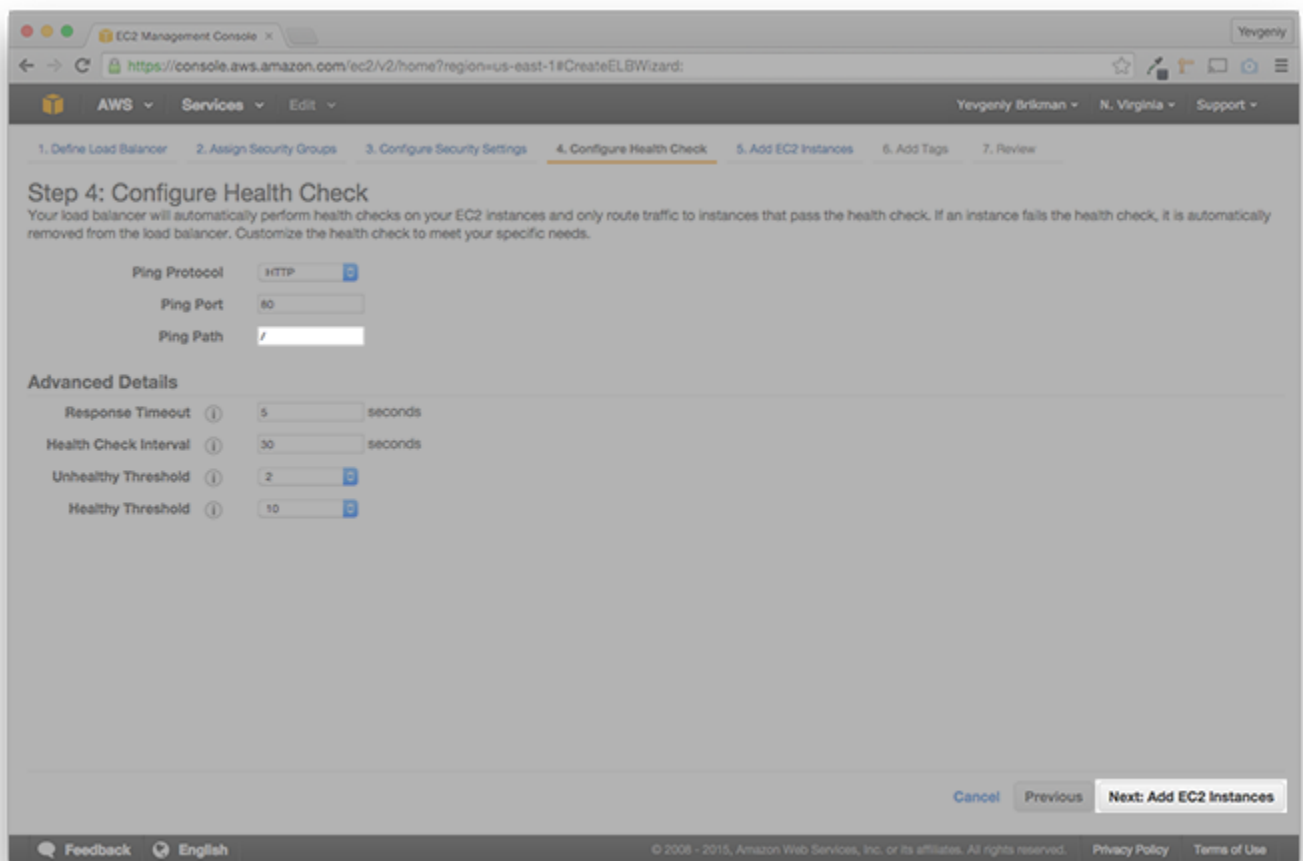 EC2 Management Console
Yevgeniy
https://console.aws.amazon.com/ec2/v2/home?region=us-east-1#CreateELBWizard:
AWS Services Edit Yevgeniy Brikman N. Virginia Support
1. Define Load Balancer 2. Assign Security Groups 3. Configure Security Settings 4. Configure Health Check 5. Add EC2 Instances 6. Add Tags 7. Review
Step 4: Configure Health Check
Your load balancer will automatically perform health checks on your EC2 instances and only route traffic to instances that pass the health check. If an instance fails the health check, it is automatically
removed from the load balancer. Customize the health check to meet your specific needs.
Ping Protocol HTTP
Ping Port 80
Ping Path /
Advanced Details
Response Timeout 5 seconds
Health Check Interval 30 seconds
Unhealthy Threshold 2
Healthy Threshold 10
Cancel Previous Next: Add EC2 Instances
Feedback English © 2008 - 2015, Amazon Web Services, Inc. or its affiliates. All rights reserved. Privacy Policy Terms of Use